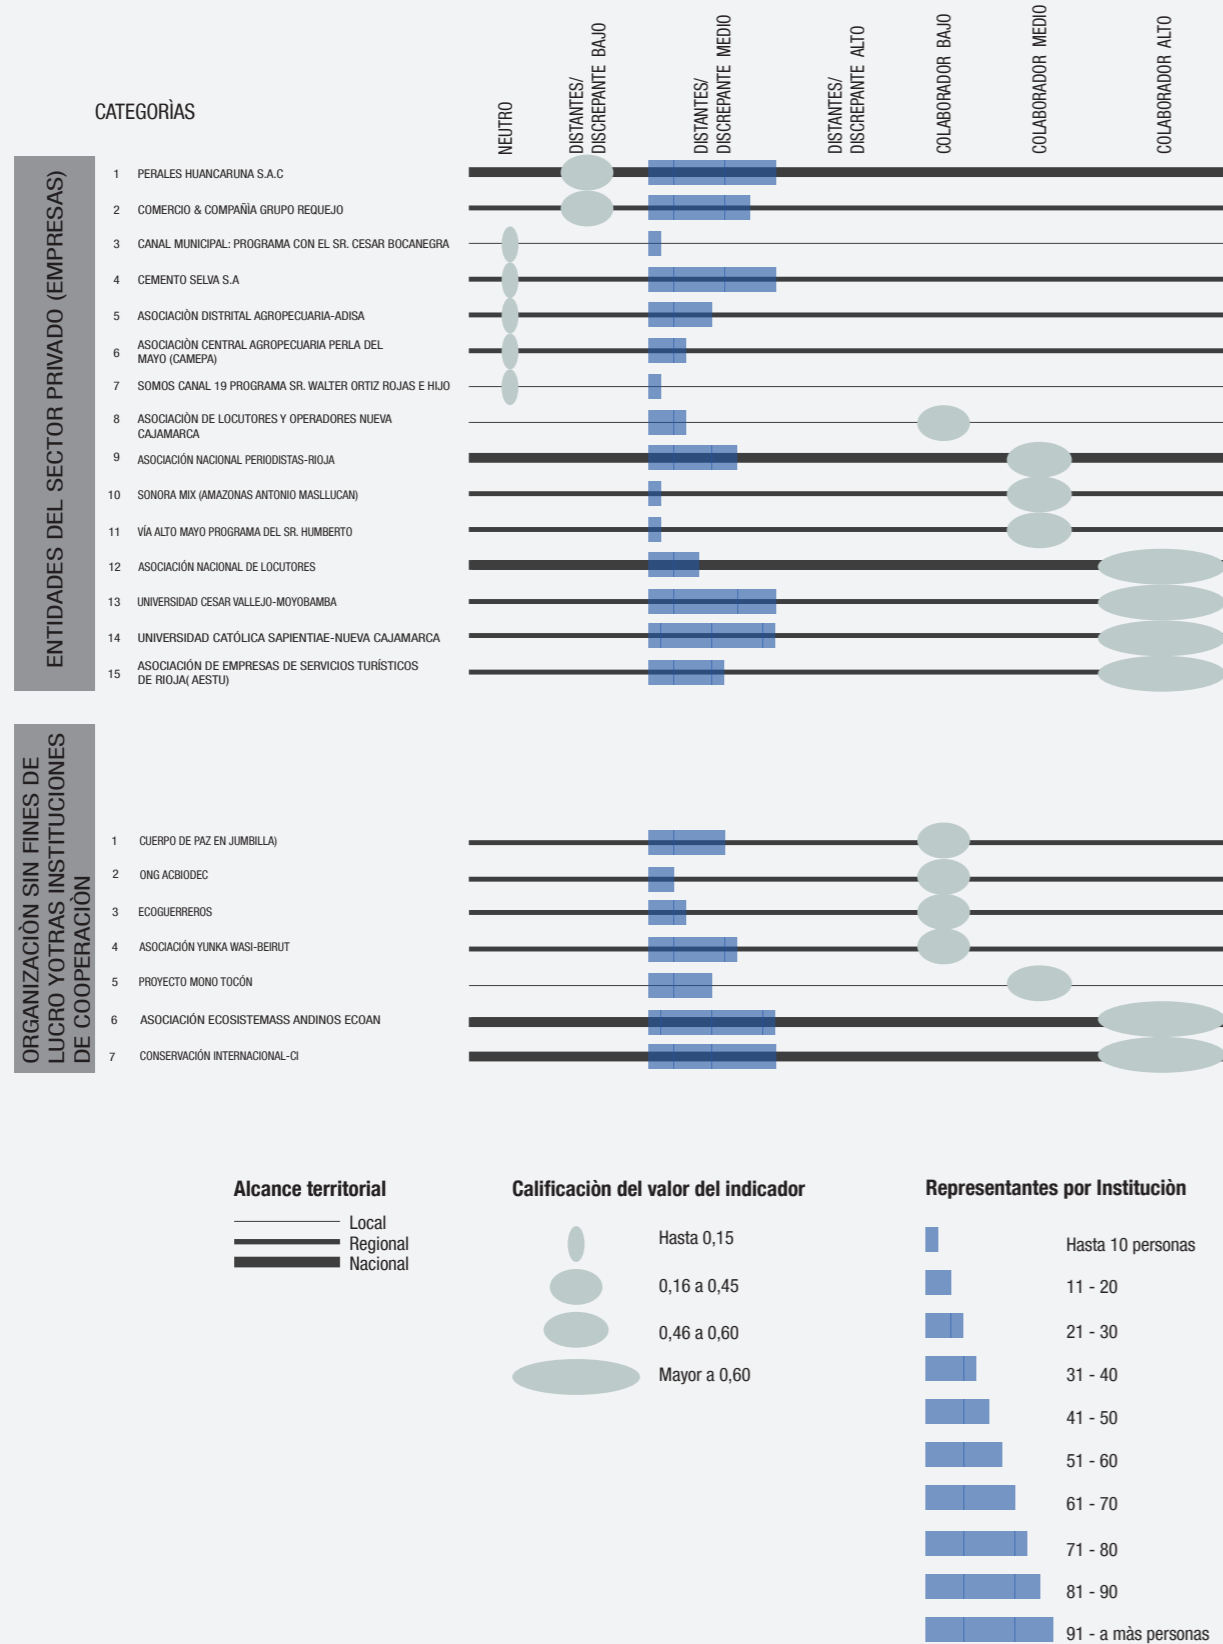 CATEGORÌAS
NEUTRO
DISTANTES/
DISCREPANTE BAJO
DISTANTES/
DISCREPANTE MEDIO
DISTANTES/
DISCREPANTE ALTO
COLABORADOR BAJO
COLABORADOR MEDIO
COLABORADOR ALTO
ENTIDADES DEL SECTOR PRIVADO (EMPRESAS)
1 PERALES HUANCARUNA S.A.C
2 COMERCIO & COMPAÑÌA GRUPO REQUEJO
3 CANAL MUNICIPAL: PROGRAMA CON EL SR. CESAR BOCANEGRA
4 CEMENTO SELVA S.A
5 ASOCIACIÒN DISTRITAL AGROPECUARIA-ADISA
6 ASOCIACIÒN CENTRAL AGROPECUARIA PERLA DEL
MAYO (CAMEPA)
7 SOMOS CANAL 19 PROGRAMA SR. WALTER ORTIZ ROJAS E HIJO
8 ASOCIACIÒN DE LOCUTORES Y OPERADORES NUEVA
CAJAMARCA
9 ASOCIACIÓN NACIONAL PERIODISTAS-RIOJA
10 SONORA MIX (AMAZONAS ANTONIO MASLLUCAN)
11 VÍA ALTO MAYO PROGRAMA DEL SR. HUMBERTO
12 ASOCIACIÓN NACIONAL DE LOCUTORES
13 UNIVERSIDAD CESAR VALLEJO-MOYOBAMBA
14 UNIVERSIDAD CATÓLICA SAPIENTIAE-NUEVA CAJAMARCA
15 ASOCIACIÓN DE EMPRESAS DE SERVICIOS TURÍSTICOS
DE RIOJA( AESTU)
ORGANIZACIÒN SIN FINES DE
LUCRO YOTRAS INSTITUCIONES
DE COOPERACIÒN
1 CUERPO DE PAZ EN JUMBILLA)
2 ONG ACBIODEC
3 ECOGUERREROS
4 ASOCIACIÓN YUNKA WASI-BEIRUT
5 PROYECTO MONO TOCÓN
6 ASOCIACIÓN ECOSISTEMASS ANDINOS ECOAN
7 CONSERVACIÓN INTERNACIONAL-CI
Alcance territorial
Local
Regional
Nacional
Calificaciòn del valor del indicador
Hasta 0,15
0,16 a 0,45
0,46 a 0,60
Mayor a 0,60
Representantes por Instituciòn
Hasta 10 personas
11 - 20
21 - 30
31 - 40
41 - 50
51 - 60
61 - 70
71 - 80
81 - 90
91 - a màs personas